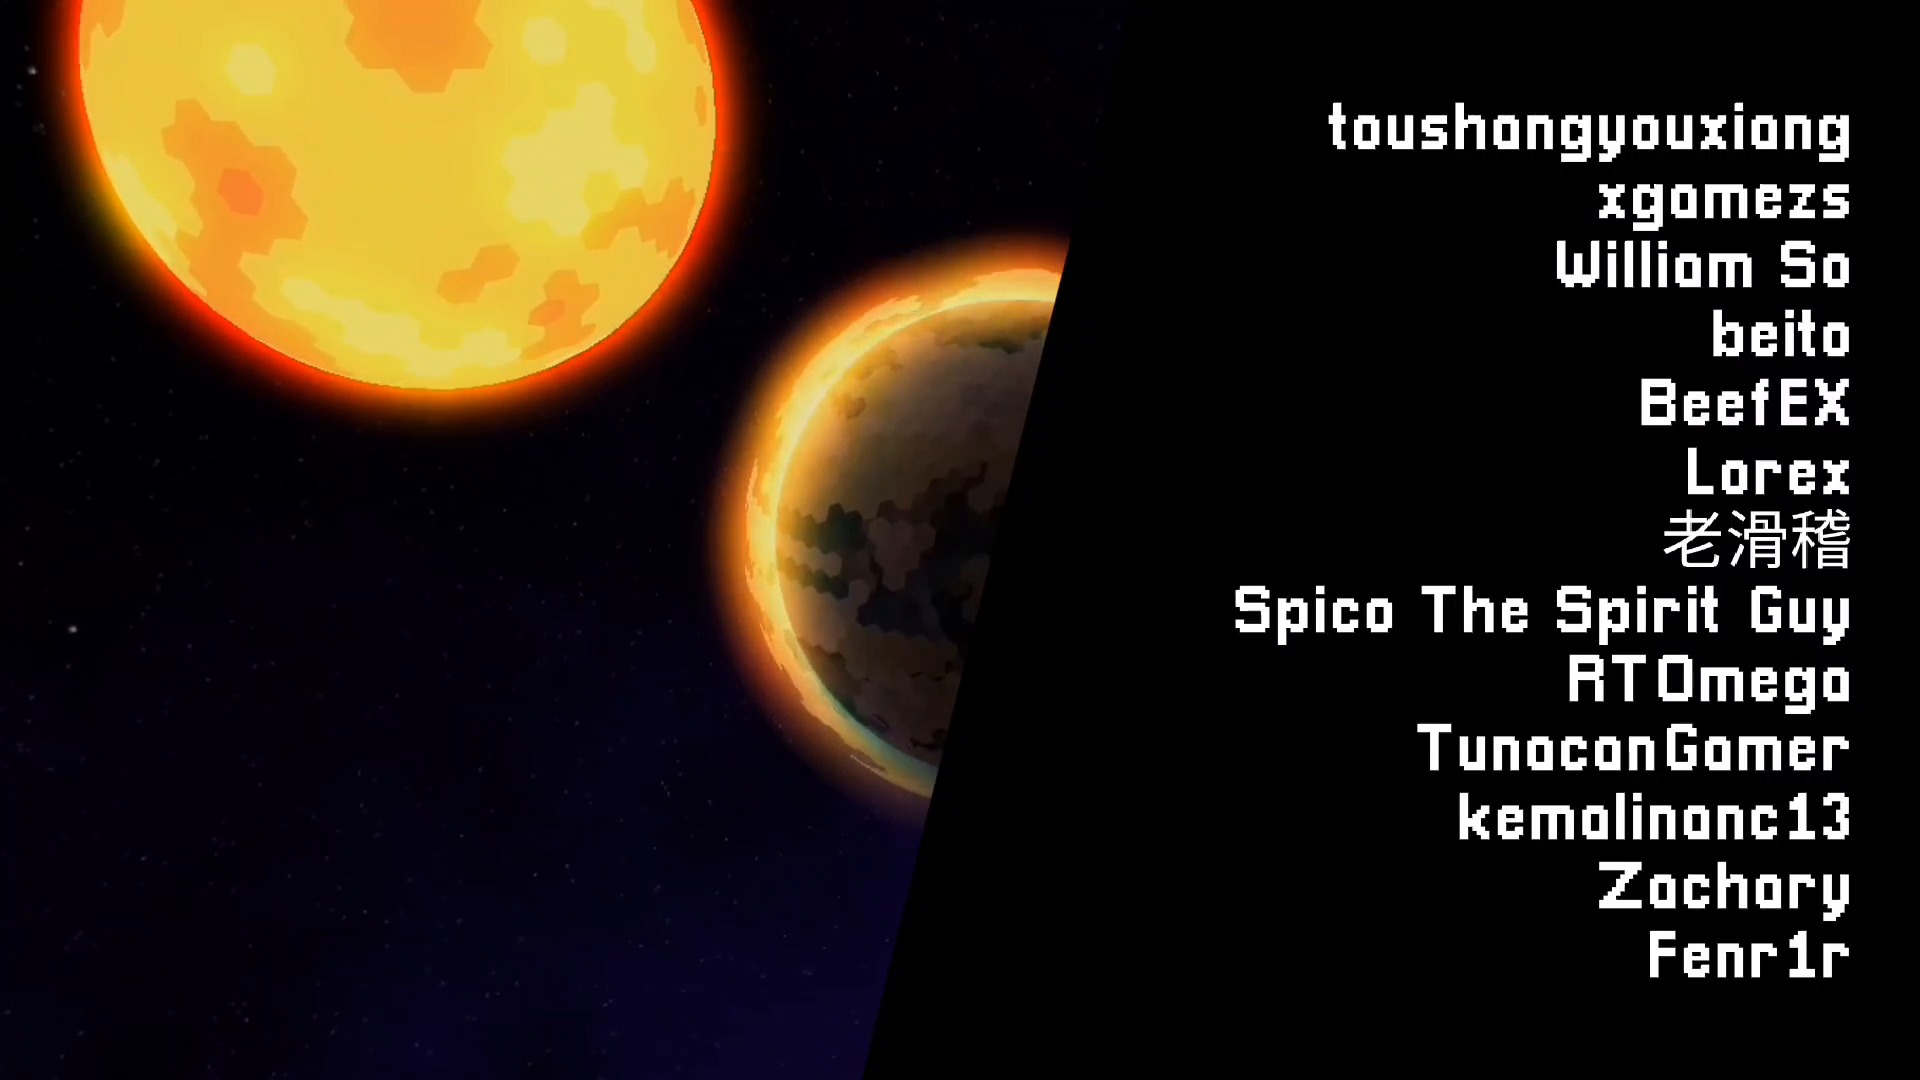 toushangyouxiang
xgamezs
William So
beito
BeefEX
Lorex
老滑稽
Spico The Spirit Guy
RTOmega
TunacanGamer
kemalinanc13
Zachary
Fenr1r